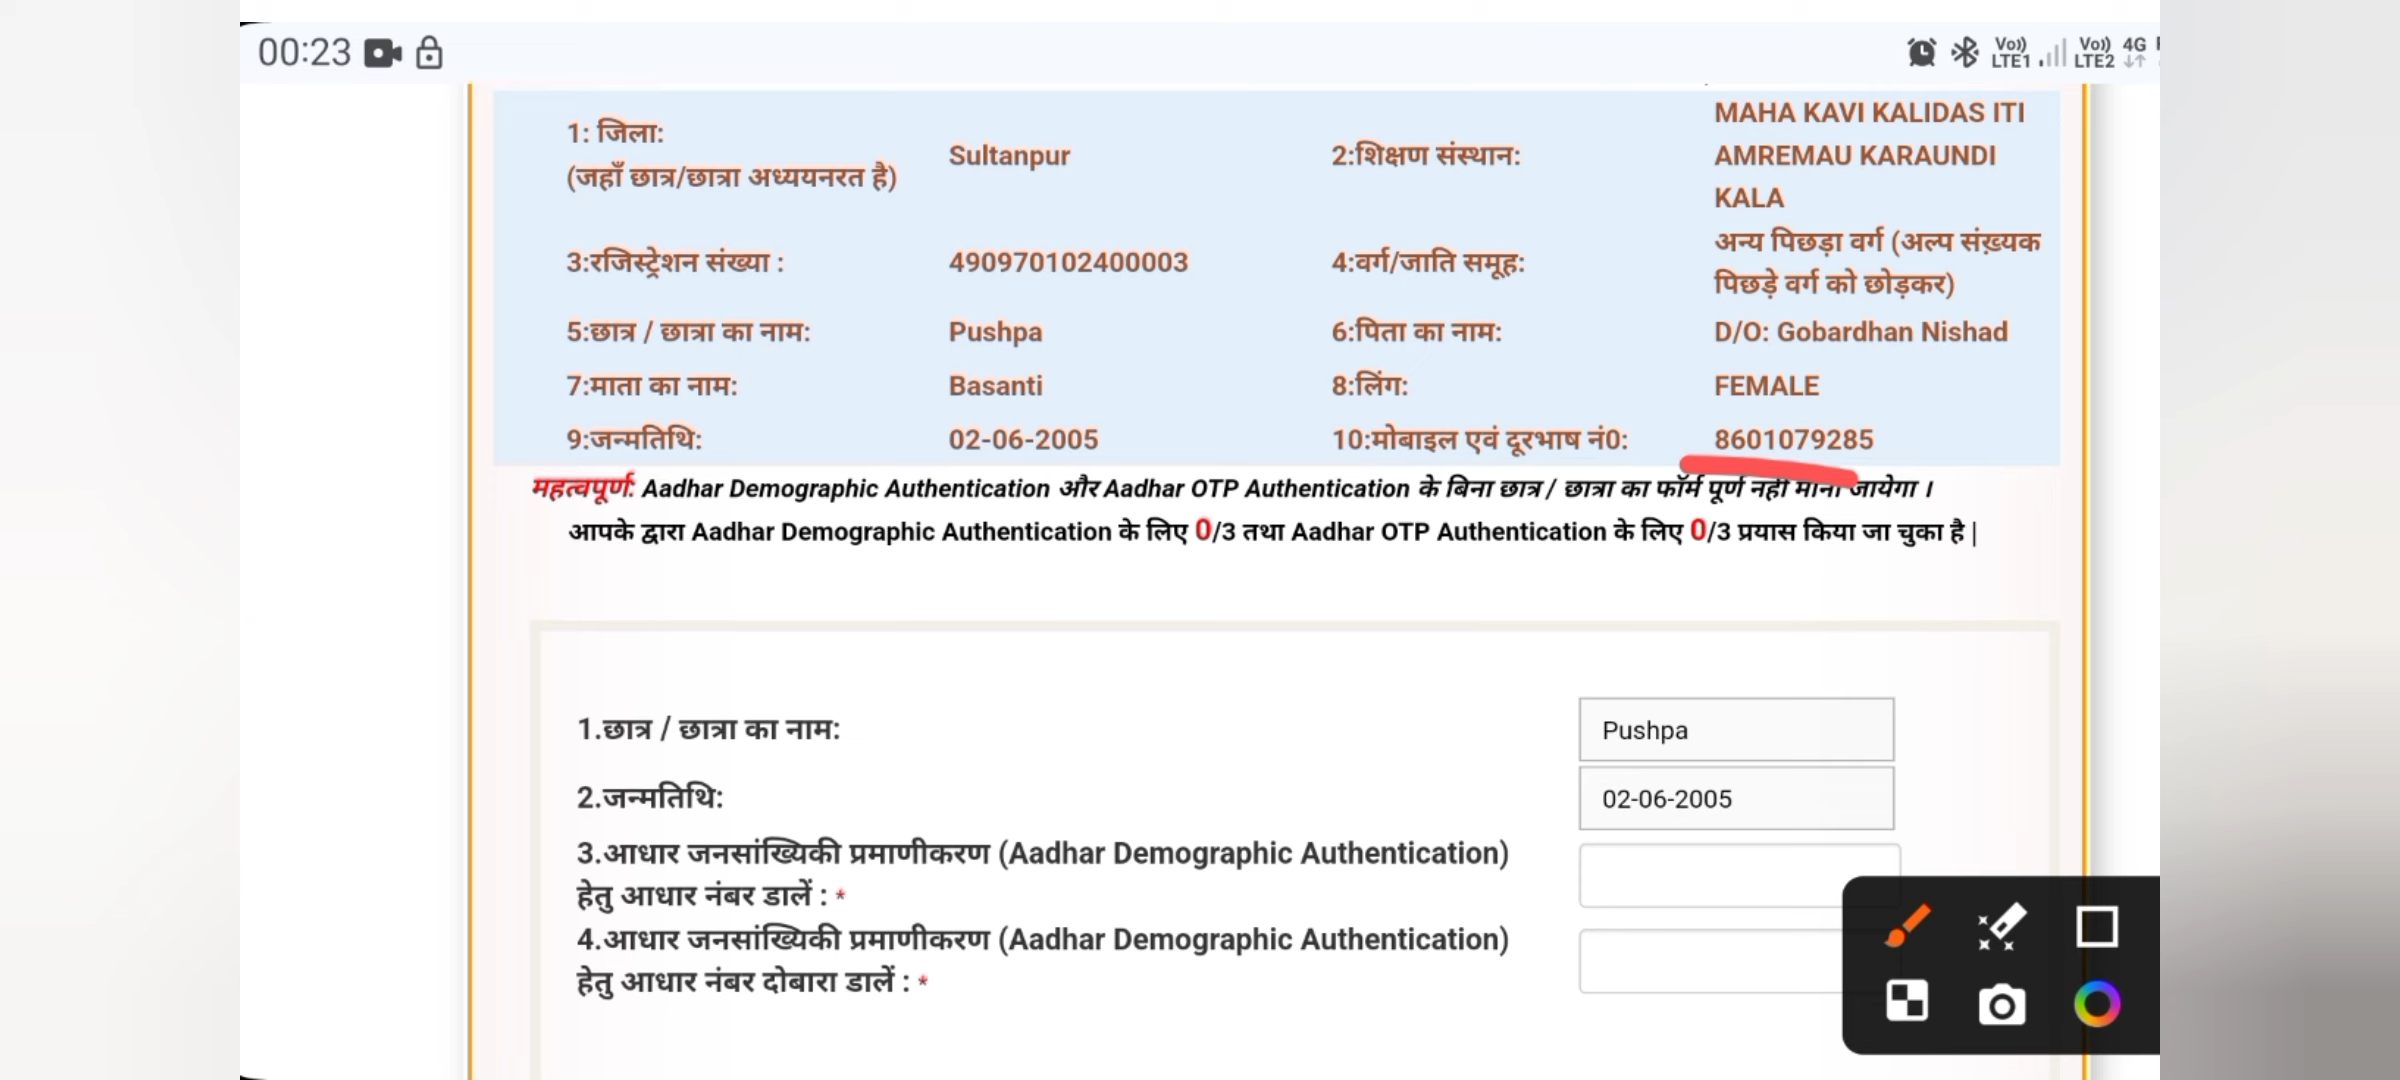 00:23
Vo)) LTE1 Vo)) LTE2 4G
1: जिला:
(जहाँ छात्र/छात्रा अध्ययनरत है)
Sultanpur
2:शिक्षण संस्थान:
MAHA KAVI KALIDAS ITI
AMREMAU KARAUNDI
KALA
3:रजिस्ट्रेशन संख्या :
490970102400003
4:वर्ग/जाति समूह:
अन्य पिछड़ा वर्ग (अल्प संख़्यक
पिछड़े वर्ग को छोड़कर)
5:छात्र / छात्रा का नाम:
Pushpa
6:पिता का नाम:
D/O: Gobardhan Nishad
7:माता का नाम:
Basanti
8:लिंग:
FEMALE
9:जन्मतिथि:
02-06-2005
10:मोबाइल एवं दूरभाष नं0:
8601079285
महत्वपूर्ण: Aadhar Demographic Authentication और Aadhar OTP Authentication के बिना छात्र / छात्रा का फॉर्म पूर्ण नहीं माना जायेगा ।
आपके द्वारा Aadhar Demographic Authentication के लिए 0/3 तथा Aadhar OTP Authentication के लिए 0/3 प्रयास किया जा चुका है |
1.छात्र / छात्रा का नाम:
Pushpa
2.जन्मतिथि:
02-06-2005
3.आधार जनसांख्यिकी प्रमाणीकरण (Aadhar Demographic Authentication)
हेतु आधार नंबर डालें : *
4.आधार जनसांख्यिकी प्रमाणीकरण (Aadhar Demographic Authentication)
हेतु आधार नंबर दोबारा डालें : *